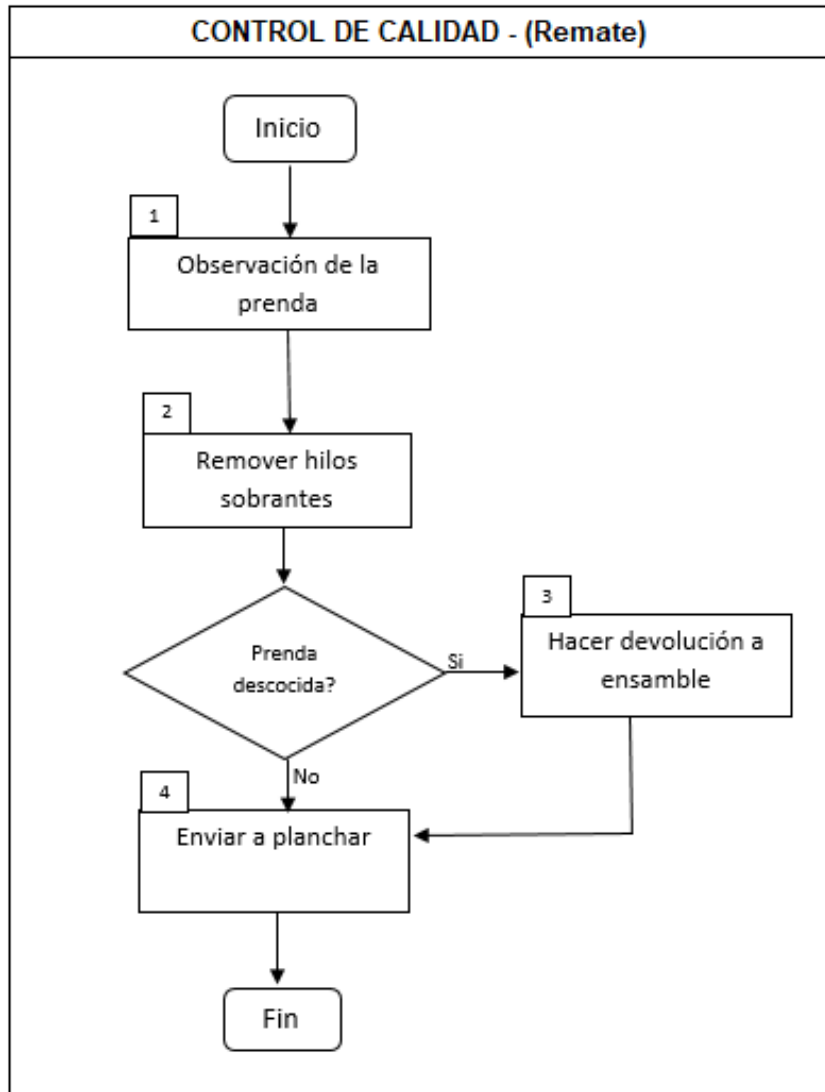 CONTROL DE CALIDAD - (Remate)
Inicio
1
Observación de la
prenda
2
Remover hilos
sobrantes
Prenda
descocida?
Si
3
Hacer devolución a
ensamble
No
4
Enviar a planchar
Fin